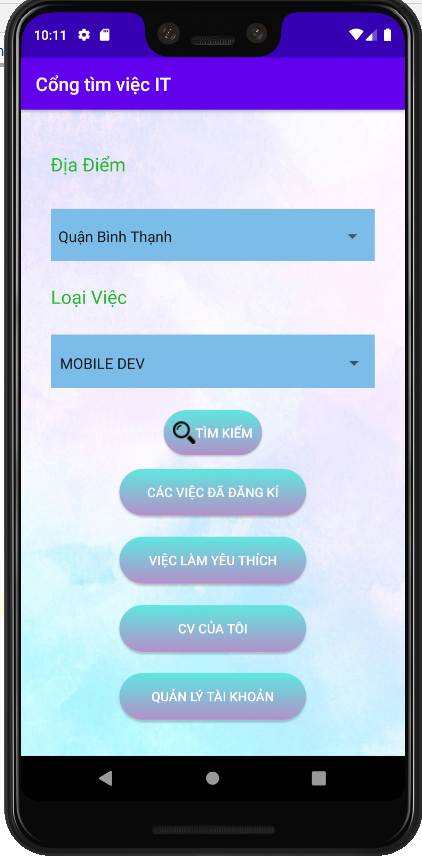 10:11
Cổng tìm việc IT
Địa Điểm
Quận Bình Thạnh
Loại Việc
MOBILE DEV
TÌM KIẾM
CÁC VIỆC ĐÃ ĐĂNG KÍ
VIỆC LÀM YÊU THÍCH
CV CỦA TÔI
QUẢN LÝ TÀI KHOẢN